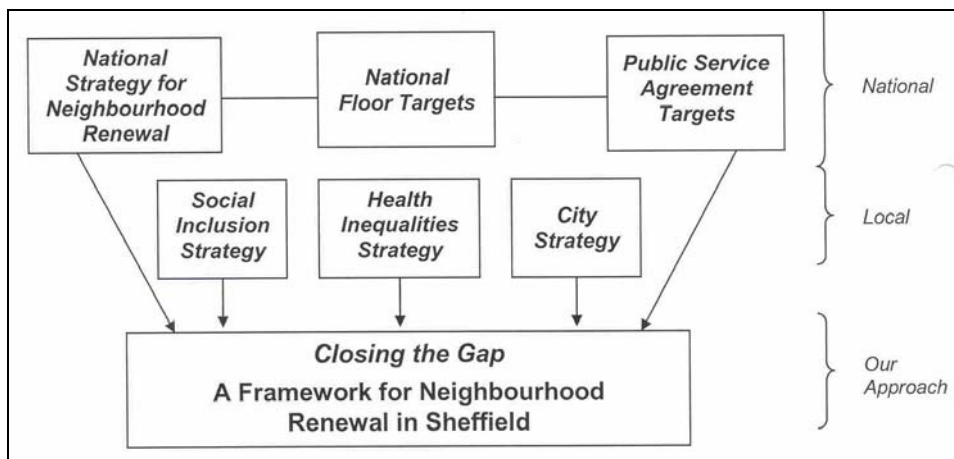 National
Strategy for
Neighbourhood
Renewal
National
Floor Targets
Public Service
Agreement
Targets
National
Social
Inclusion
Strategy
Health
Inequalities
Strategy
City
Strategy
Local
Closing the Gap
A Framework for Neighbourhood
Renewal in Sheffield
Our
Approach